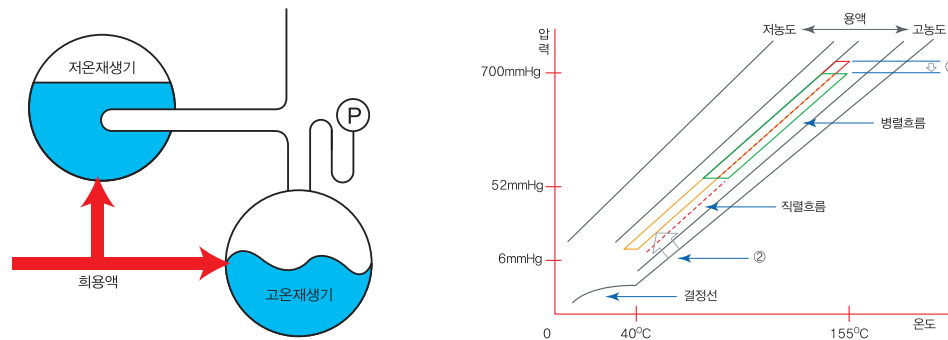 저온재생기
P
희용액
고온재생기
압
력
저농도
용액
고농도
700mmHg
병렬흐름
52mmHg
직렬흐름
6mmHg
②
결정선
0
40⁰C
155⁰C
온도